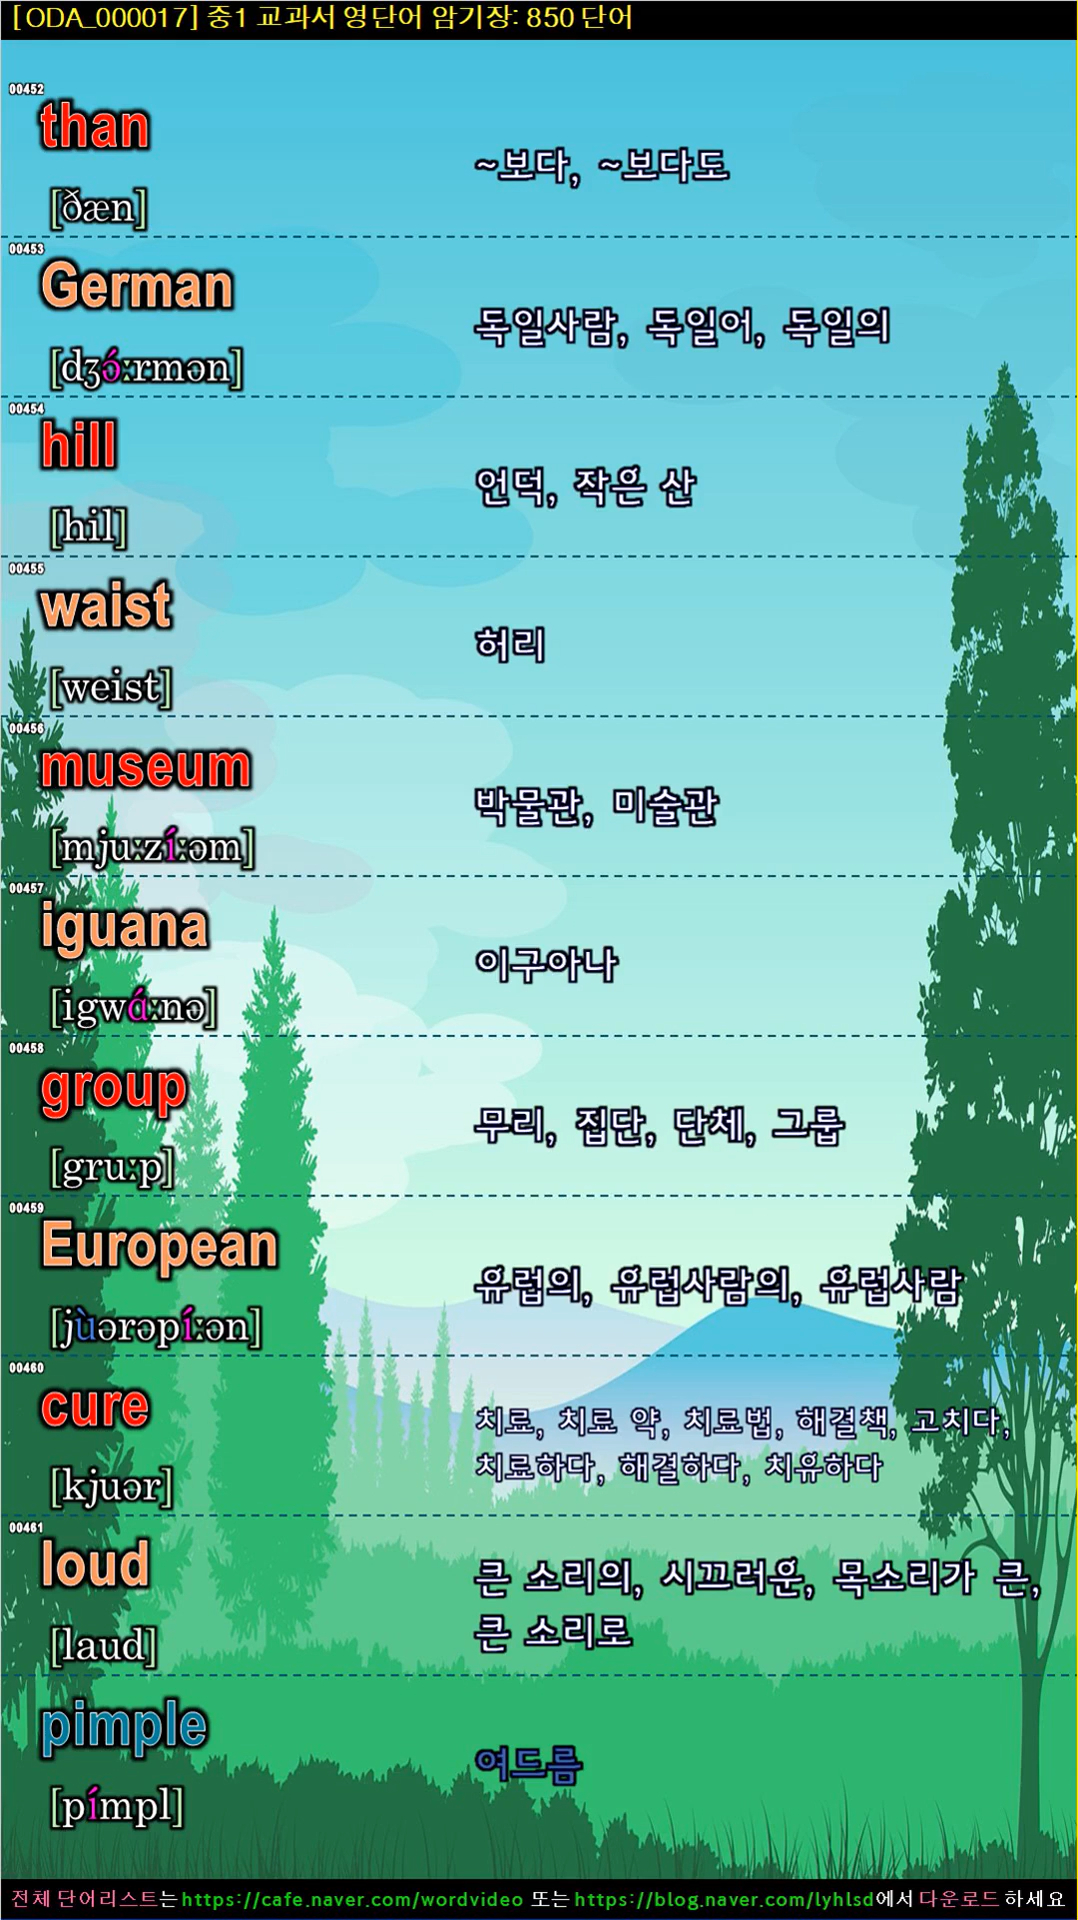 [ODA_000017] 중1 교과서 영단어 암기장: 850 단어
00452
than
~보다, ~보다도
[ðæn]
00453
German
독일사람, 독일어, 독일의
[dʒə́ːrmən]
00454
hill
언덕, 작은 산
[hil]
00455
waist
허리
[weist]
00456
museum
박물관, 미술관
[mjuːzíːəm]
00457
iguana
이구아나
[igwáːnə]
00458
group
무리, 집단, 단체, 그룹
[gruːp]
00459
European
유럽의, 유럽사람의, 유럽사람
[jùərəpíːən]
00460
cure
치료, 치료 약, 치료법, 해결책, 고치다,
치료하다, 해결하다, 치유하다
[kjuər]
00461
loud
큰 소리의, 시끄러운, 목소리가 큰,
큰 소리로
[laud]
pimple
여드름
[pímpl]
전체 단어리스트는 https://cafe.naver.com/wordvideo 또는 https://blog.naver.com/lyhlsd에서 다운로드 하세요